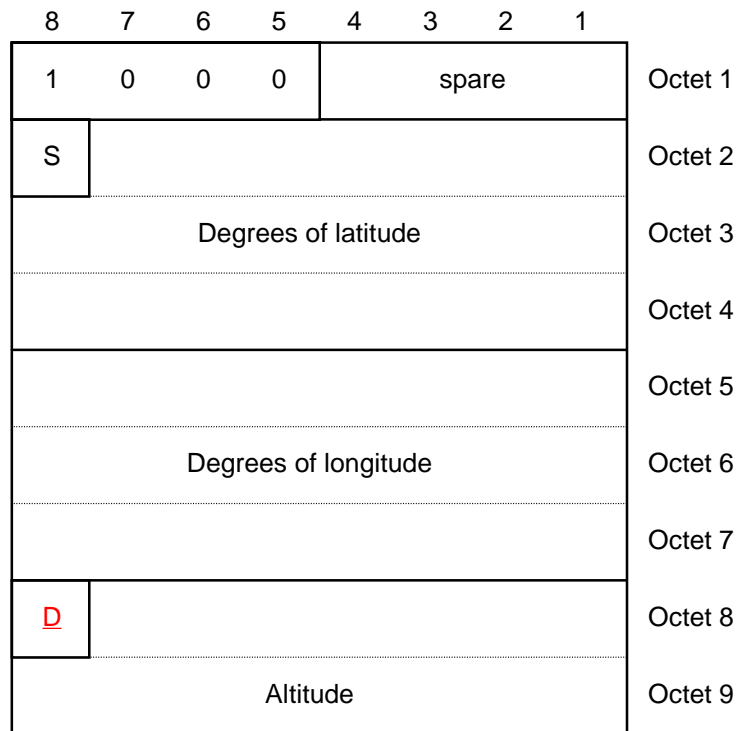 8 7 6 5 4 3 2 1
1 0 0 0 spare Octet 1
S Octet 2
Degrees of latitude Octet 3
Octet 4
Octet 5
Degrees of longitude Octet 6
Octet 7
D Octet 8
Altitude Octet 9